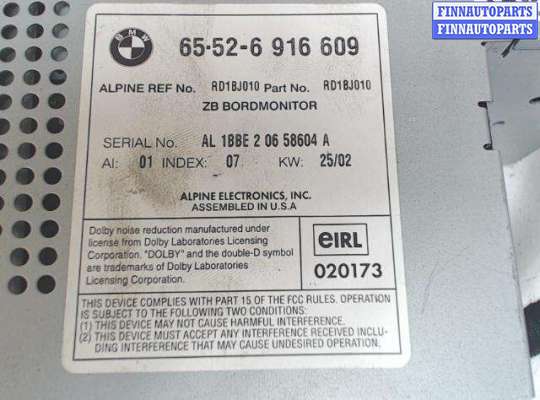 FINNAUTOPARTS
FINNAUTOPARTS
BMW
65-52-6 916 609
ALPINE REF No. RD1BJ010 Part No. RD1BJ010
ZB BORDMONITOR
SERIAL No. AL 1BBE 2 06 58604 A
AI: 01 INDEX: 07 KW: 25/02
ALPINE ELECTRONICS, INC.
ASSEMBLED IN U.S.A
Dolby noise reduction manufactured under
license from Dolby Laboratories Licensing
Corporation. "DOLBY" and the double-D symbol
are trademarks of Dolby Laboratories
Licensing Corporation.
eIRL
020173
THIS DEVICE COMPLIES WITH PART 15 OF THE FCC RULES. OPERATION
IS SUBJECT TO THE FOLLOWING TWO CONDITIONS:
(1) THIS DEVICE MAY NOT CAUSE HARMFUL INTERFERENCE.
(2) THIS DEVICE MUST ACCEPT ANY INTERFERENCE RECEIVED INCLU-
DING INTERFERENCE THAT MAY CAUSE UNDESIRED OPERATION.
FINNAUTOPARTS
FINNAUTOPARTS